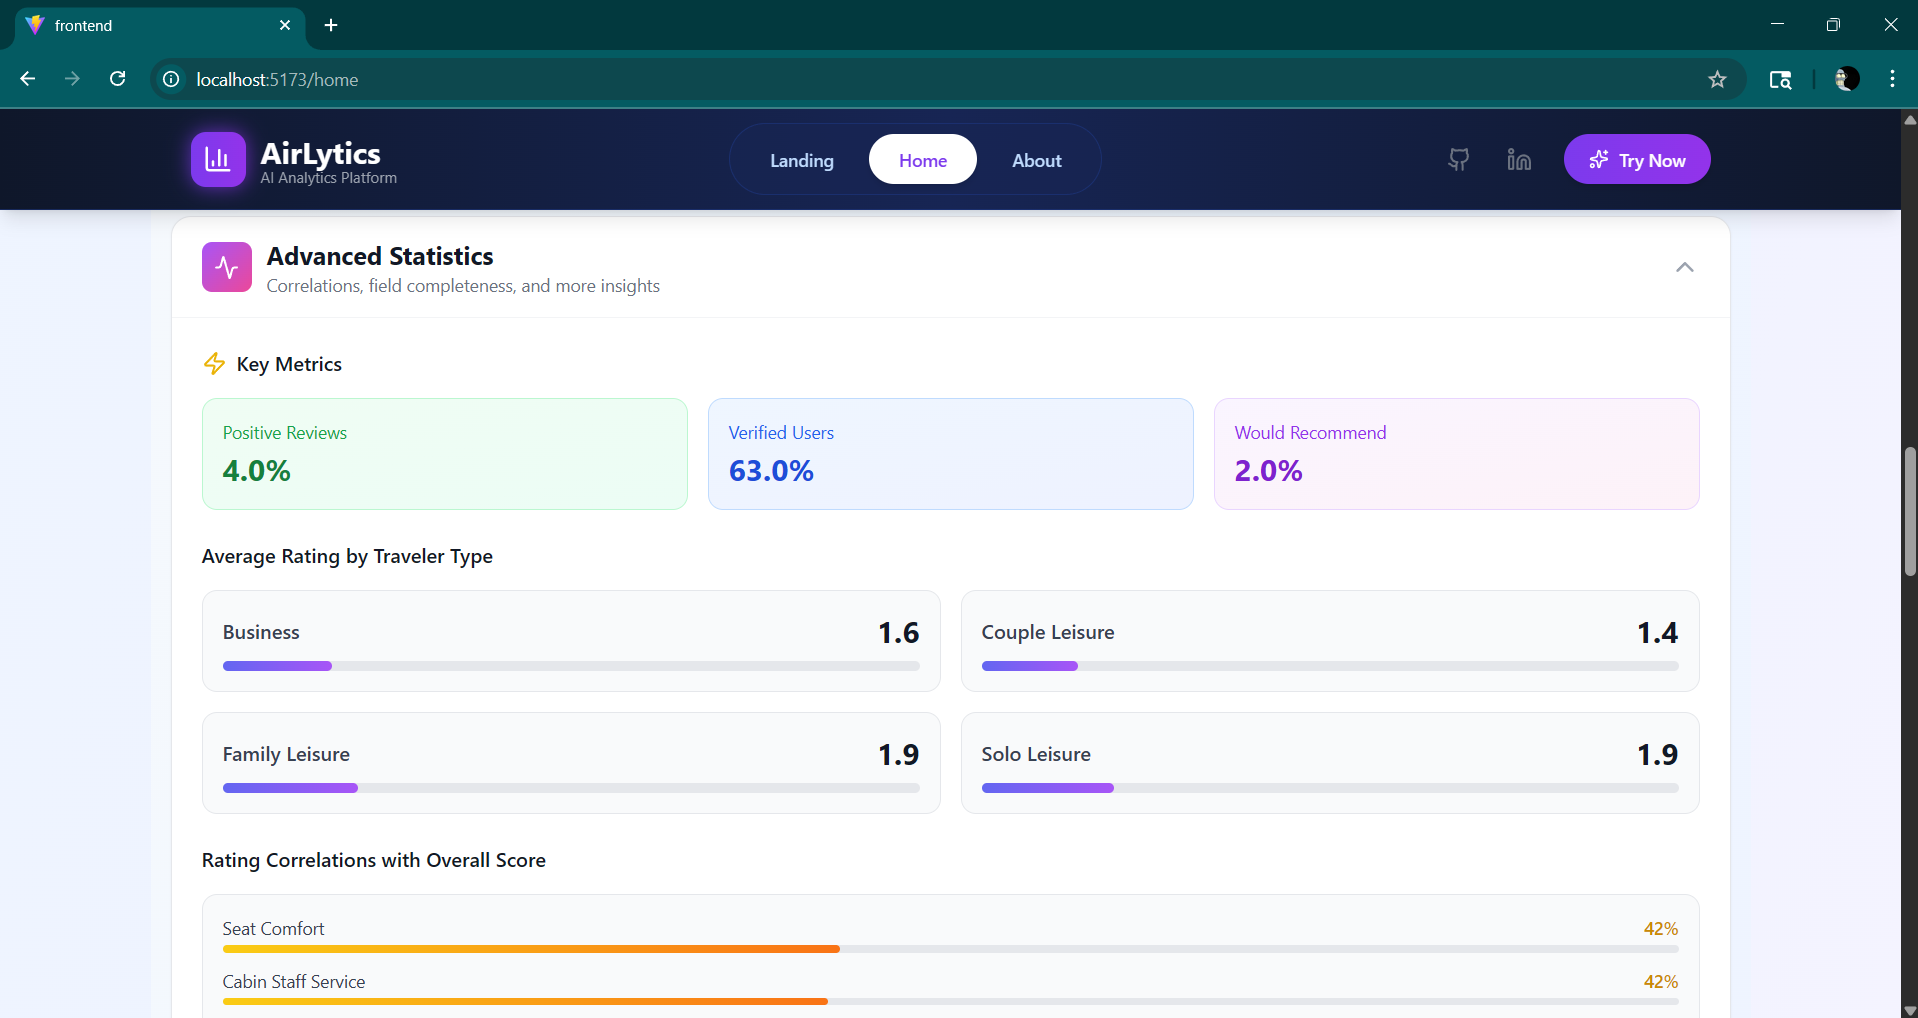 frontend
localhost:5173/home
AirLytics
AI Analytics Platform
Landing
Home
About
Try Now
Advanced Statistics
Correlations, field completeness, and more insights
Key Metrics
Positive Reviews
4.0%
Verified Users
63.0%
Would Recommend
2.0%
Average Rating by Traveler Type
Business
1.6
Couple Leisure
1.4
Family Leisure
1.9
Solo Leisure
1.9
Rating Correlations with Overall Score
Seat Comfort
42%
Cabin Staff Service
42%